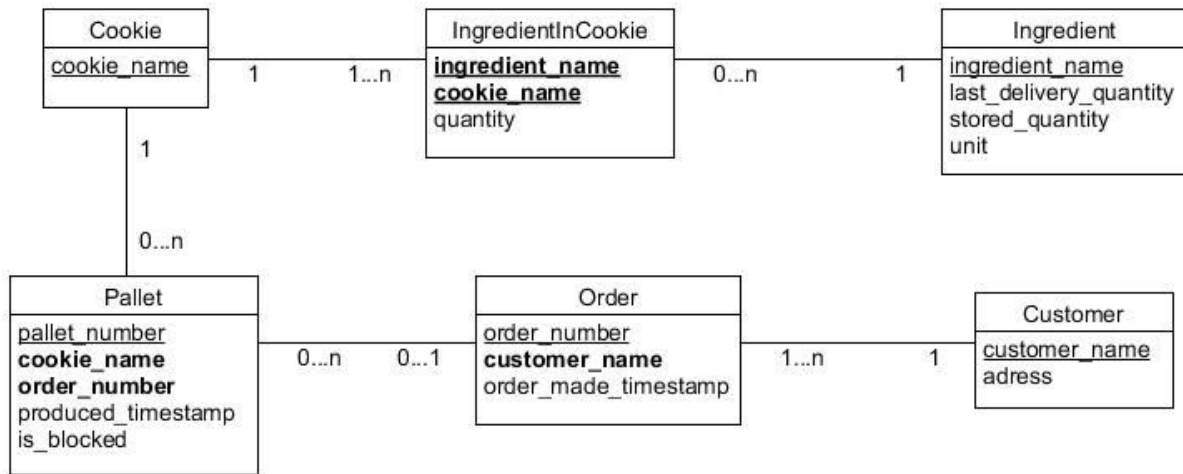 Cookie
cookie_name
1
1...n
IngredientInCookie
ingredient_name
cookie_name
quantity
0...n
1
Ingredient
ingredient_name
last_delivery_quantity
stored_quantity
unit
1
0...n
Pallet
pallet_number
cookie_name
order_number
produced_timestamp
is_blocked
0...n
0...1
Order
order_number
customer_name
order_made_timestamp
1...n
1
Customer
customer_name
adress